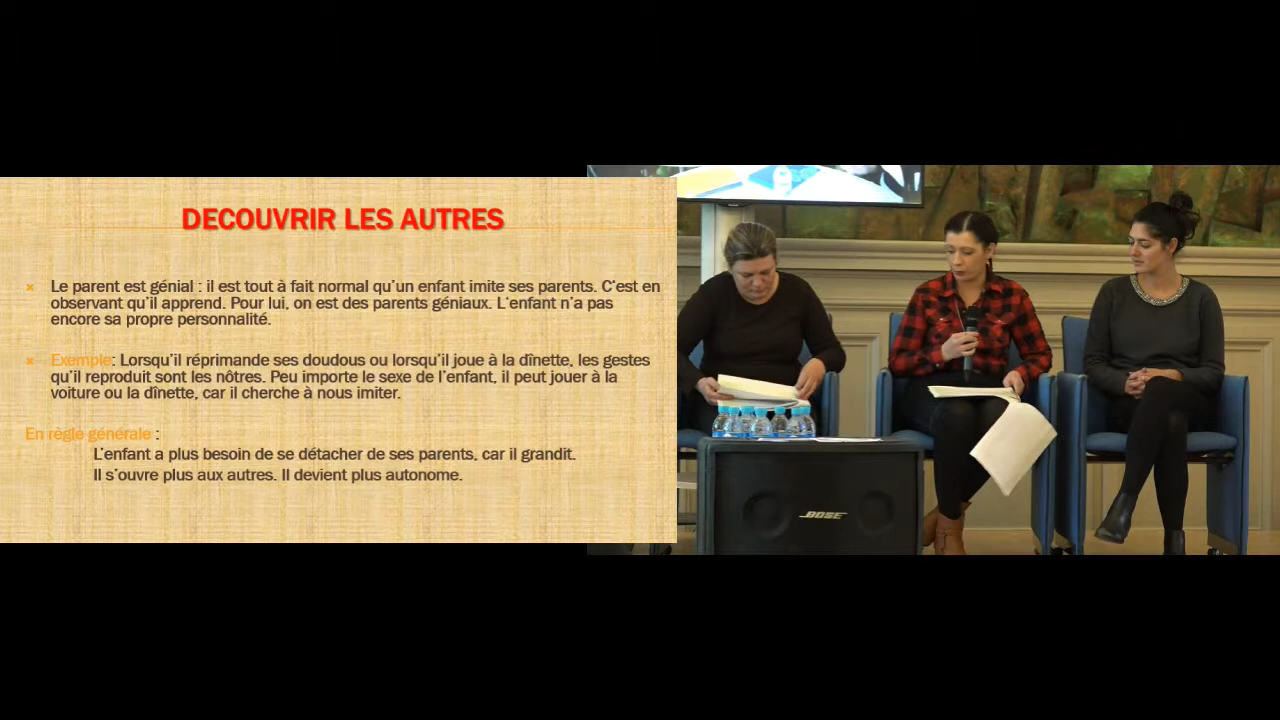 DECOUVRIR LES AUTRES
Le parent est génial : il est tout à fait normal qu'un enfant imite ses parents. C'est en
observant qu'il apprend. Pour lui, on est des parents géniaux. L'enfant n'a pas
encore sa propre personnalité.
Exemple: Lorsqu'il réprimande ses doudous ou lorsqu'il joue à la dînette, les gestes
qu'il reproduit sont les nôtres. Peu importe le sexe de l'enfant, il peut jouer à la
voiture ou la dînette, car il cherche à nous imiter.
En règle générale :
L'enfant a plus besoin de se détacher de ses parents, car il grandit.
Il s'ouvre plus aux autres. Il devient plus autonome.
BOSE